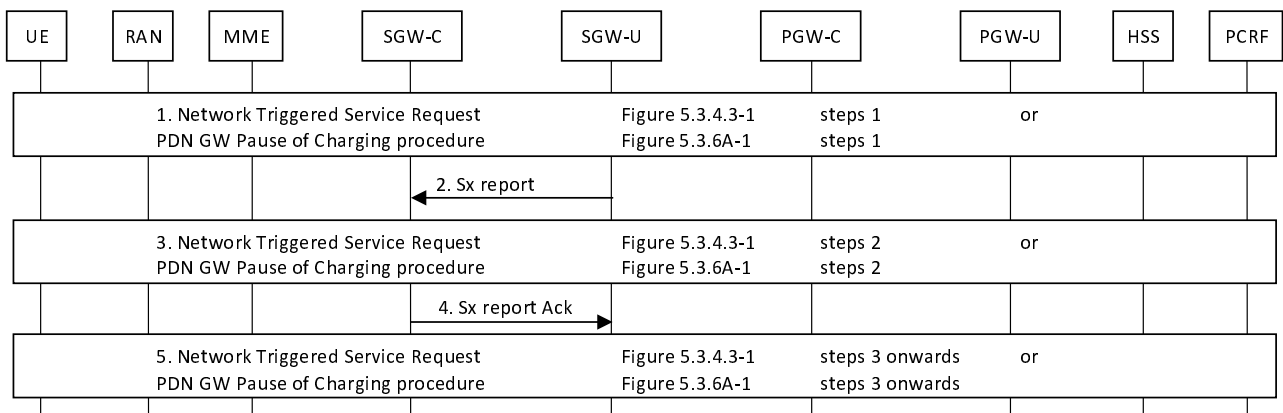 UE RAN MME SGW-C SGW-U PGW-C PGW-U HSS PCRF
1. Network Triggered Service Request Figure 5.3.4.3-1 steps 1 or
PDN GW Pause of Charging procedure Figure 5.3.6A-1 steps 1
2. Sx report
3. Network Triggered Service Request Figure 5.3.4.3-1 steps 2 or
PDN GW Pause of Charging procedure Figure 5.3.6A-1 steps 2
4. Sx report Ack
5. Network Triggered Service Request Figure 5.3.4.3-1 steps 3 onwards or
PDN GW Pause of Charging procedure Figure 5.3.6A-1 steps 3 onwards